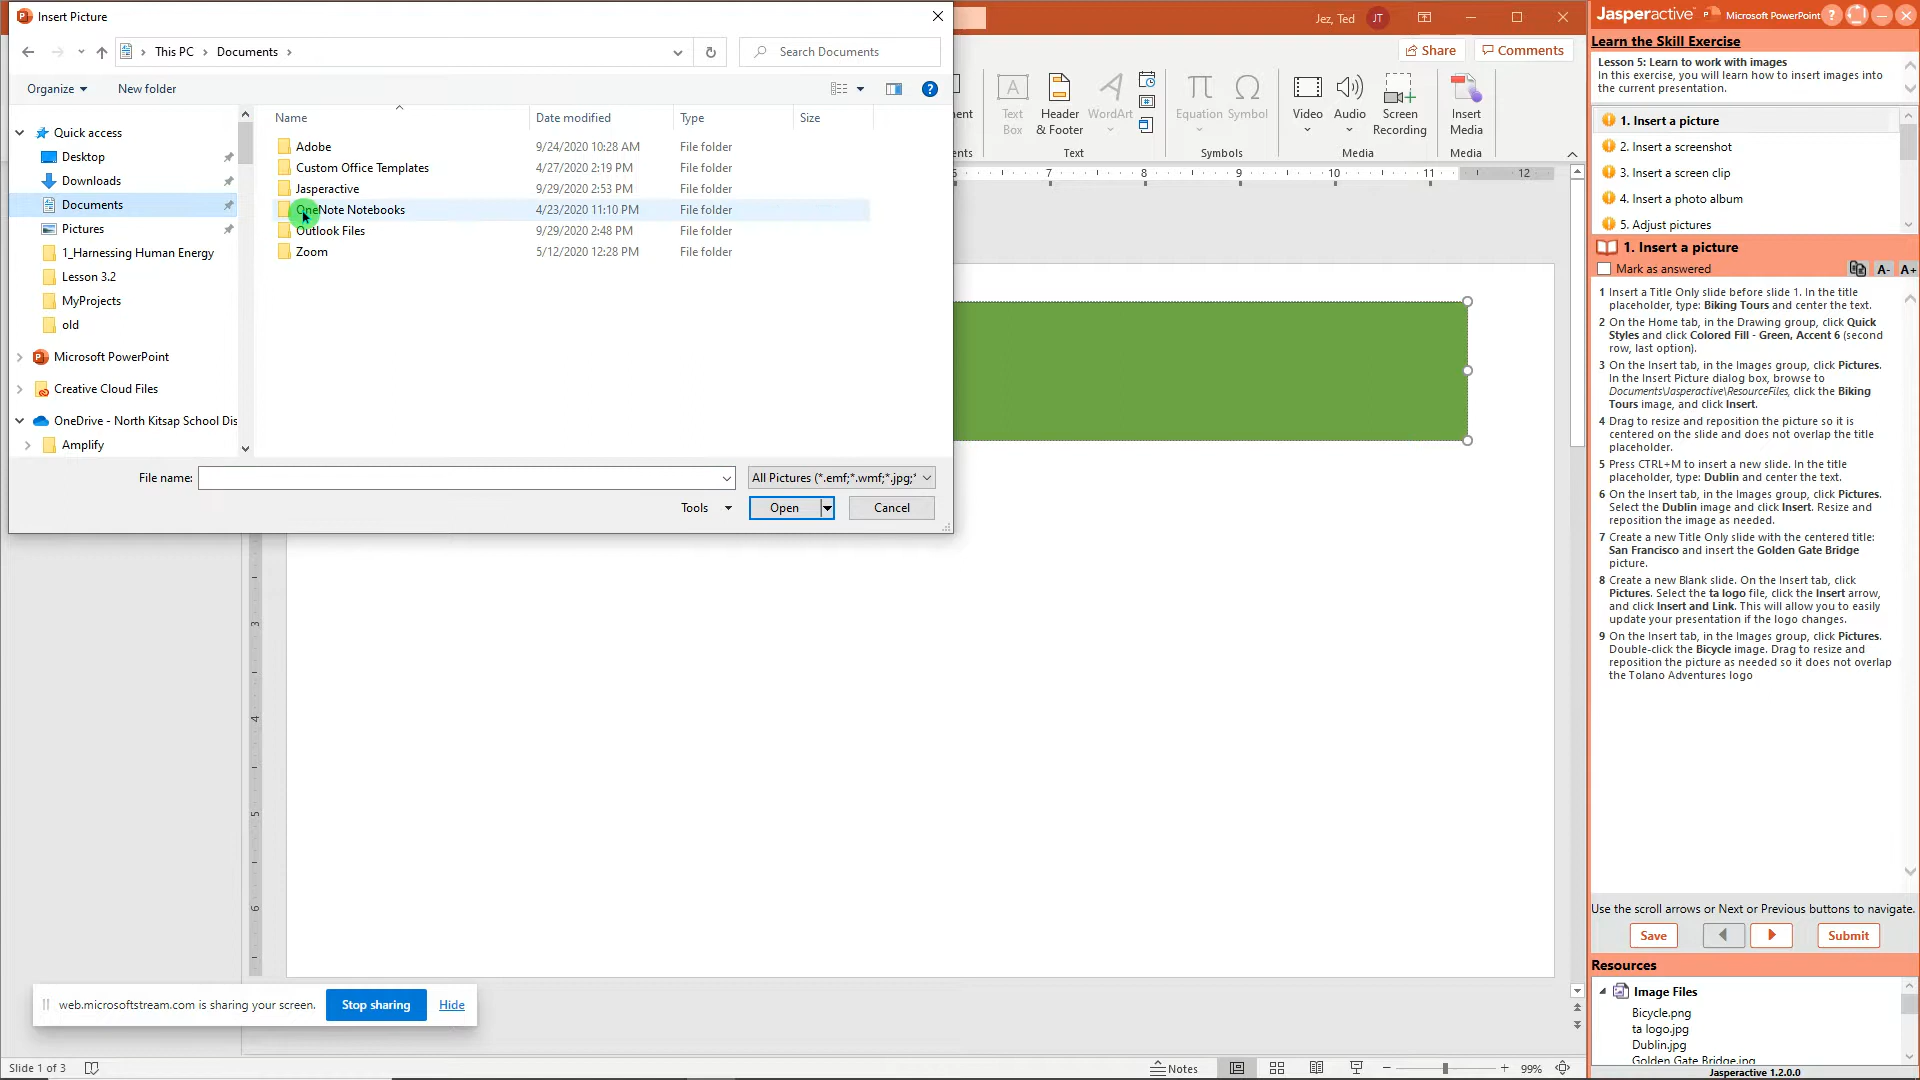 Insert Picture
This PC > Documents >
Search Documents
Organize
New folder
Name
Date modified
Type
Size
Adobe 9/24/2020 10:28 AM File folder
Custom Office Templates 4/27/2020 2:19 PM File folder
Jasperactive 9/29/2020 2:53 PM File folder
OneNote Notebooks 4/23/2020 11:10 PM File folder
Outlook Files 9/29/2020 2:48 PM File folder
Zoom 5/12/2020 12:28 PM File folder
Quick access
Desktop
Downloads
Documents
Pictures
1_Harnessing Human Energy
Lesson 3.2
MyProjects
old
Microsoft PowerPoint
Creative Cloud Files
OneDrive - North Kitsap School Dis
Amplify
File name:
All Pictures (*.emf;*.wmf;*.jpg;*
Tools
Open
Cancel
Jez, Ted
JT
Share
Comments
ent
Text
Box
Header
& Footer
WordArt
Equation
Symbol
Video
Audio
Screen
Recording
Insert
Media
nts
Text
Symbols
Media
Media
7 8 9 10 11 12
3
4
5
6
web.microsoftstream.com is sharing your screen.
Stop sharing
Hide
Slide 1 of 3
Notes
99%
Jasperactive
Microsoft PowerPoint
Learn the Skill Exercise
Lesson 5: Learn to work with images
In this exercise, you will learn how to insert images into
the current presentation.
1. Insert a picture
2. Insert a screenshot
3. Insert a screen clip
4. Insert a photo album
5. Adjust pictures
1. Insert a picture
Mark as answered
A-
A+
1 Insert a Title Only slide before slide 1. In the title
placeholder, type: Biking Tours and center the text.
2 On the Home tab, in the Drawing group, click Quick
Styles and click Colored Fill - Green, Accent 6 (second
row, last option).
3 On the Insert tab, in the Images group, click Pictures.
In the Insert Picture dialog box, browse to
Documents\Jasperactive\ResourceFiles, click the Biking
Tours image, and click Insert.
4 Drag to resize and reposition the picture so it is
centered on the slide and does not overlap the title
placeholder.
5 Press CTRL+M to insert a new slide. In the title
placeholder, type: Dublin and center the text.
6 On the Insert tab, in the Images group, click Pictures.
Select the Dublin image and click Insert. Resize and
reposition the image as needed.
7 Create a new Title Only slide with the centered title:
San Francisco and insert the Golden Gate Bridge
picture.
8 Create a new Blank slide. On the Insert tab, click
Pictures. Select the ta logo file, click the Insert arrow,
and click Insert and Link. This will allow you to easily
update your presentation if the logo changes.
9 On the Insert tab, in the Images group, click Pictures.
Double-click the Bicycle image. Drag to resize and
reposition the picture as needed so it does not overlap
the Tolano Adventures logo
Use the scroll arrows or Next or Previous buttons to navigate.
Save
Submit
Resources
Image Files
Bicycle.png
ta logo.jpg
Dublin.jpg
Golden Gate Bridge.jpg
Jasperactive 1.2.0.0